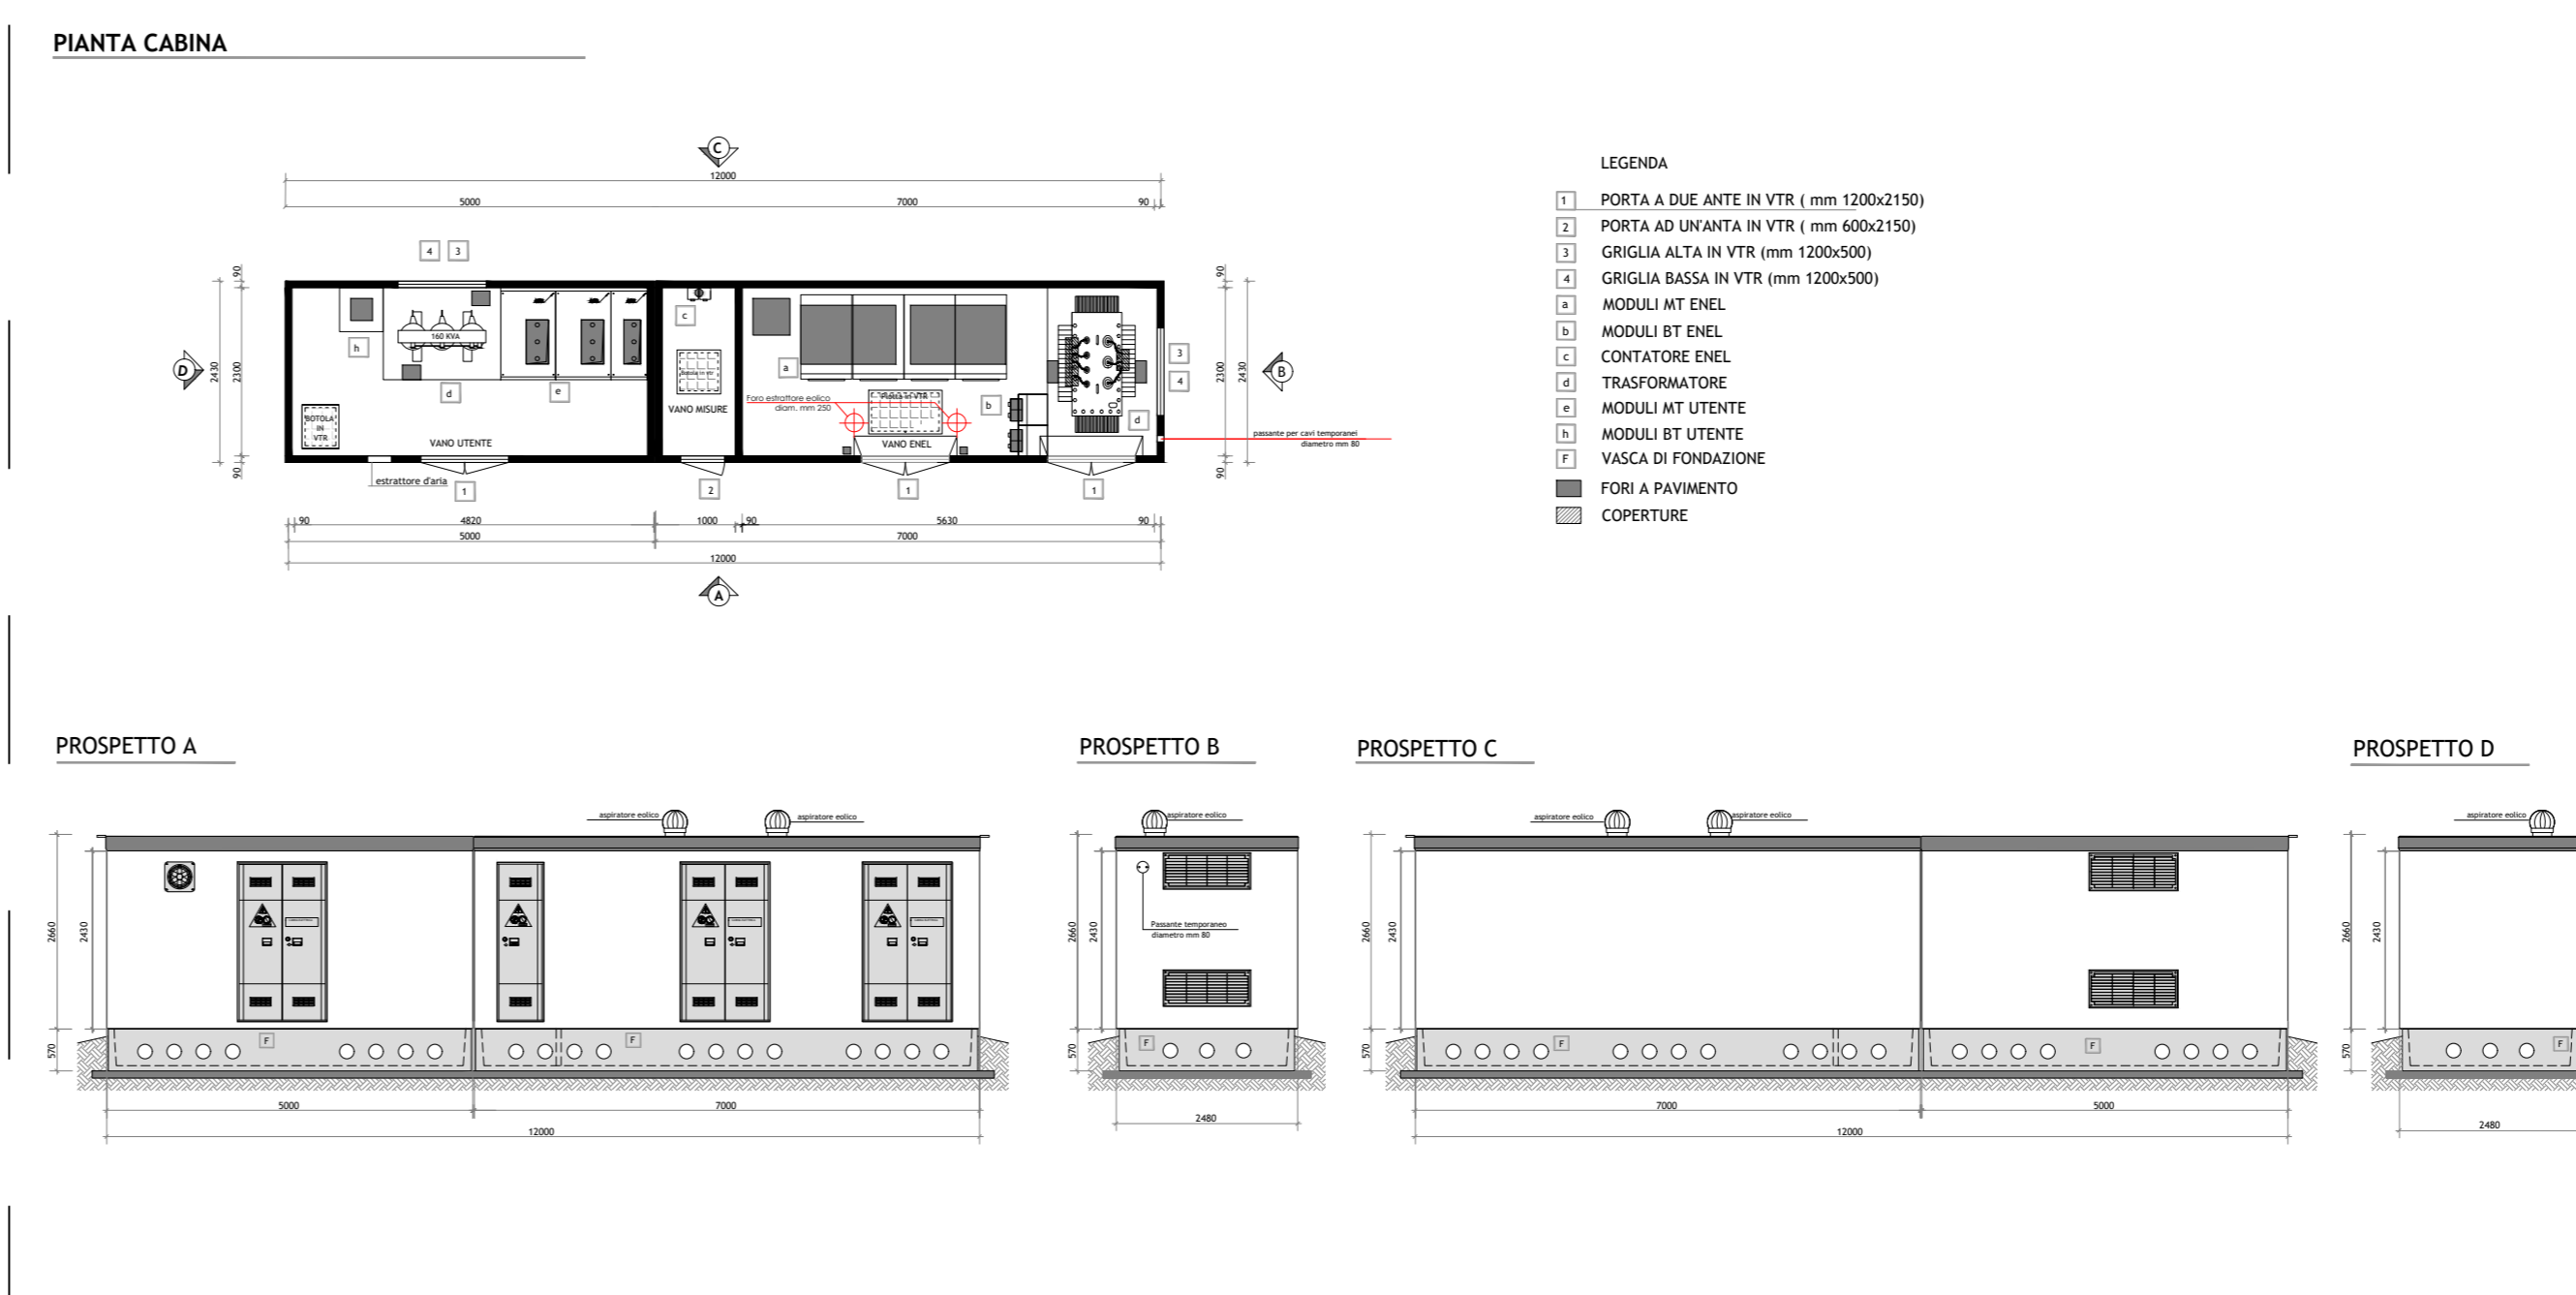 PIANTA CABINA
C
12000
5000
7000
90
4
3
90
90
2430
2300
90
D
h
160 KVA
d
e
BOTOLA
IN
VTR
VANO UTENTE
c
Botola in vtr
VANO MISURE
a
Foro estrattore eolico
diam. mm 250
VANO ENEL
b
d
3
4
2300
2430
B
90
90
passante per cavi temporanei
diametro mm 80
estrattore d'aria
1
2
1
1
90
4820
1000
90
5630
90
5000
7000
12000
A
LEGENDA
1 PORTA A DUE ANTE IN VTR ( mm 1200x2150)
2 PORTA AD UN'ANTA IN VTR ( mm 600x2150)
3 GRIGLIA ALTA IN VTR (mm 1200x500)
4 GRIGLIA BASSA IN VTR (mm 1200x500)
a MODULI MT ENEL
b MODULI BT ENEL
c CONTATORE ENEL
d TRASFORMATORE
e MODULI MT UTENTE
h MODULI BT UTENTE
F VASCA DI FONDAZIONE
FORI A PAVIMENTO
COPERTURE
PROSPETTO A
aspiratore eolico
aspiratore eolico
2660
2430
570
F
F
5000
7000
12000
PROSPETTO B
aspiratore eolico
2660
2430
570
Passante temporaneo
diametro mm 80
F
2480
PROSPETTO C
aspiratore eolico
aspiratore eolico
2660
2430
570
F
F
7000
5000
12000
PROSPETTO D
aspiratore eolico
2660
2430
570
F
2480